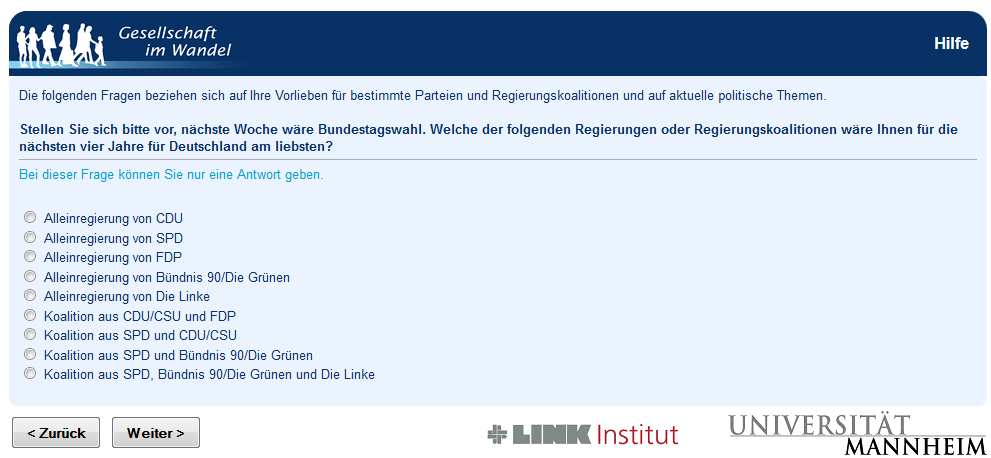 Gesellschaft
im Wandel
Hilfe
Die folgenden Fragen beziehen sich auf Ihre Vorlieben für bestimmte Parteien und Regierungskoalitionen und auf aktuelle politische Themen.
Stellen Sie sich bitte vor, nächste Woche wäre Bundestagswahl. Welche der folgenden Regierungen oder Regierungskoalitionen wäre Ihnen für die
nächsten vier Jahre für Deutschland am liebsten?
Bei dieser Frage können Sie nur eine Antwort geben.
Alleinregierung von CDU
Alleinregierung von SPD
Alleinregierung von FDP
Alleinregierung von Bündnis 90/Die Grünen
Alleinregierung von Die Linke
Koalition aus CDU/CSU und FDP
Koalition aus SPD und CDU/CSU
Koalition aus SPD und Bündnis 90/Die Grünen
Koalition aus SPD, Bündnis 90/Die Grünen und Die Linke
< Zurück
Weiter >
LINK Institut
UNIVERSITÄT
MANNHEIM